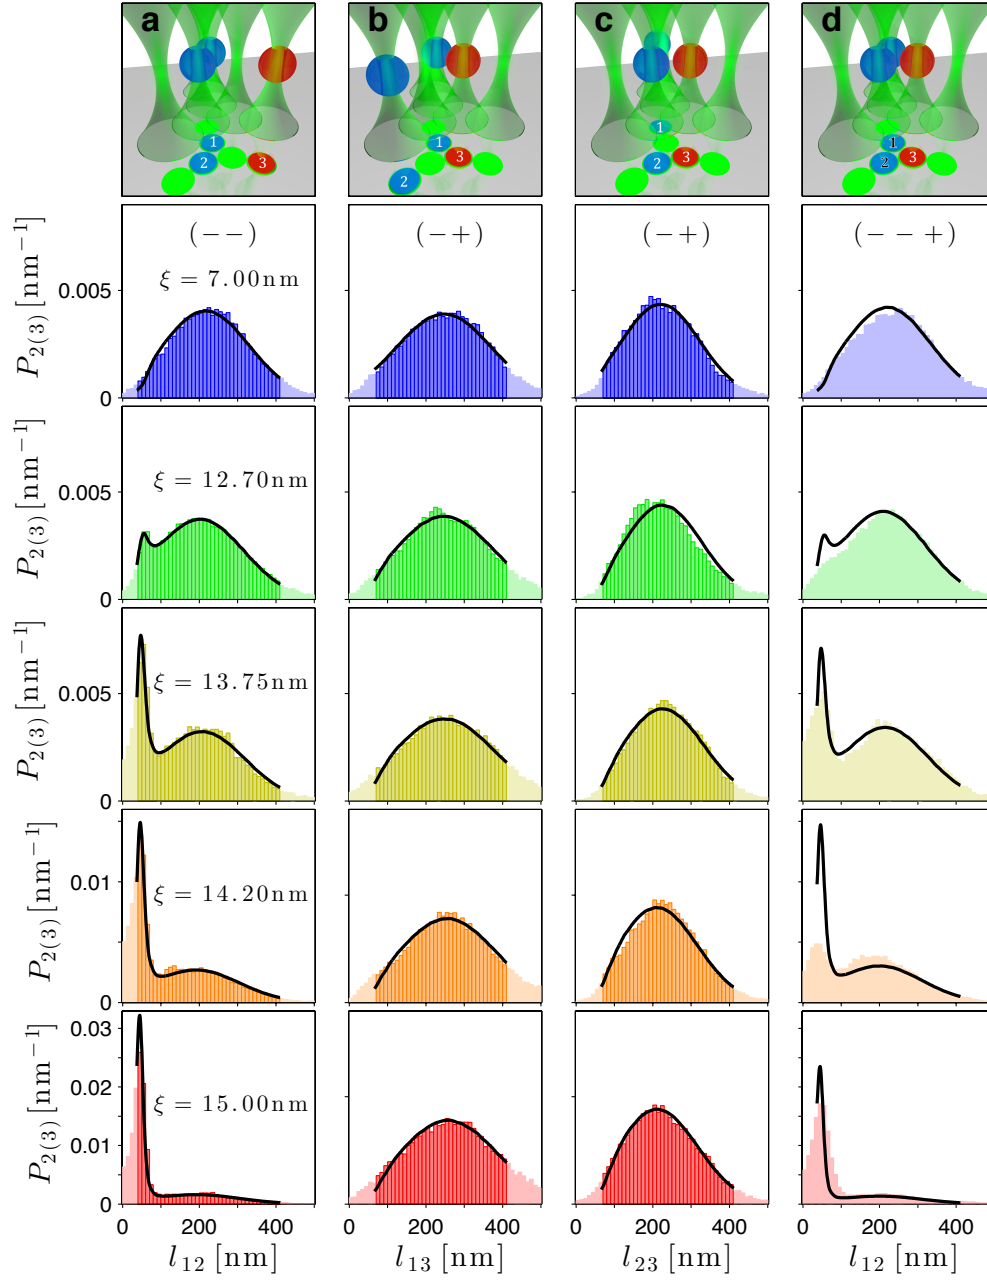 a b c d
1 1 1 1
2 3 2 3 2 3 2 3
(− −) (− +) (− +) (− − +)
ξ = 7.00nm
P2(3) [nm−1]
0.005
0
ξ = 12.70nm
P2(3) [nm−1]
0.005
0
ξ = 13.75nm
P2(3) [nm−1]
0.005
0
ξ = 14.20nm
P2(3) [nm−1]
0.01
0
ξ = 15.00nm
P2(3) [nm−1]
0.03
0.02
0.01
0
0 200 400 0 200 400 0 200 400 0 200 400
l12 [nm] l13 [nm] l23 [nm] l12 [nm]